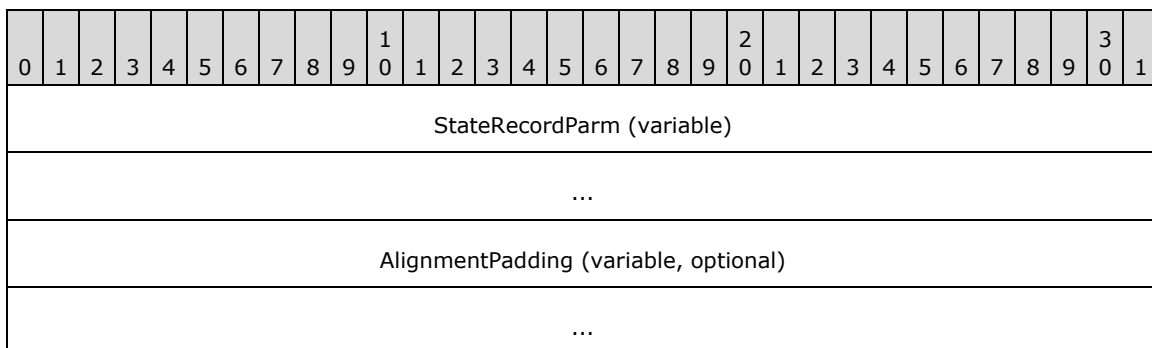 1 2 3
0 1 2 3 4 5 6 7 8 9 0 1 2 3 4 5 6 7 8 9 0 1 2 3 4 5 6 7 8 9 0 1
StateRecordParm (variable)
...
AlignmentPadding (variable, optional)
...